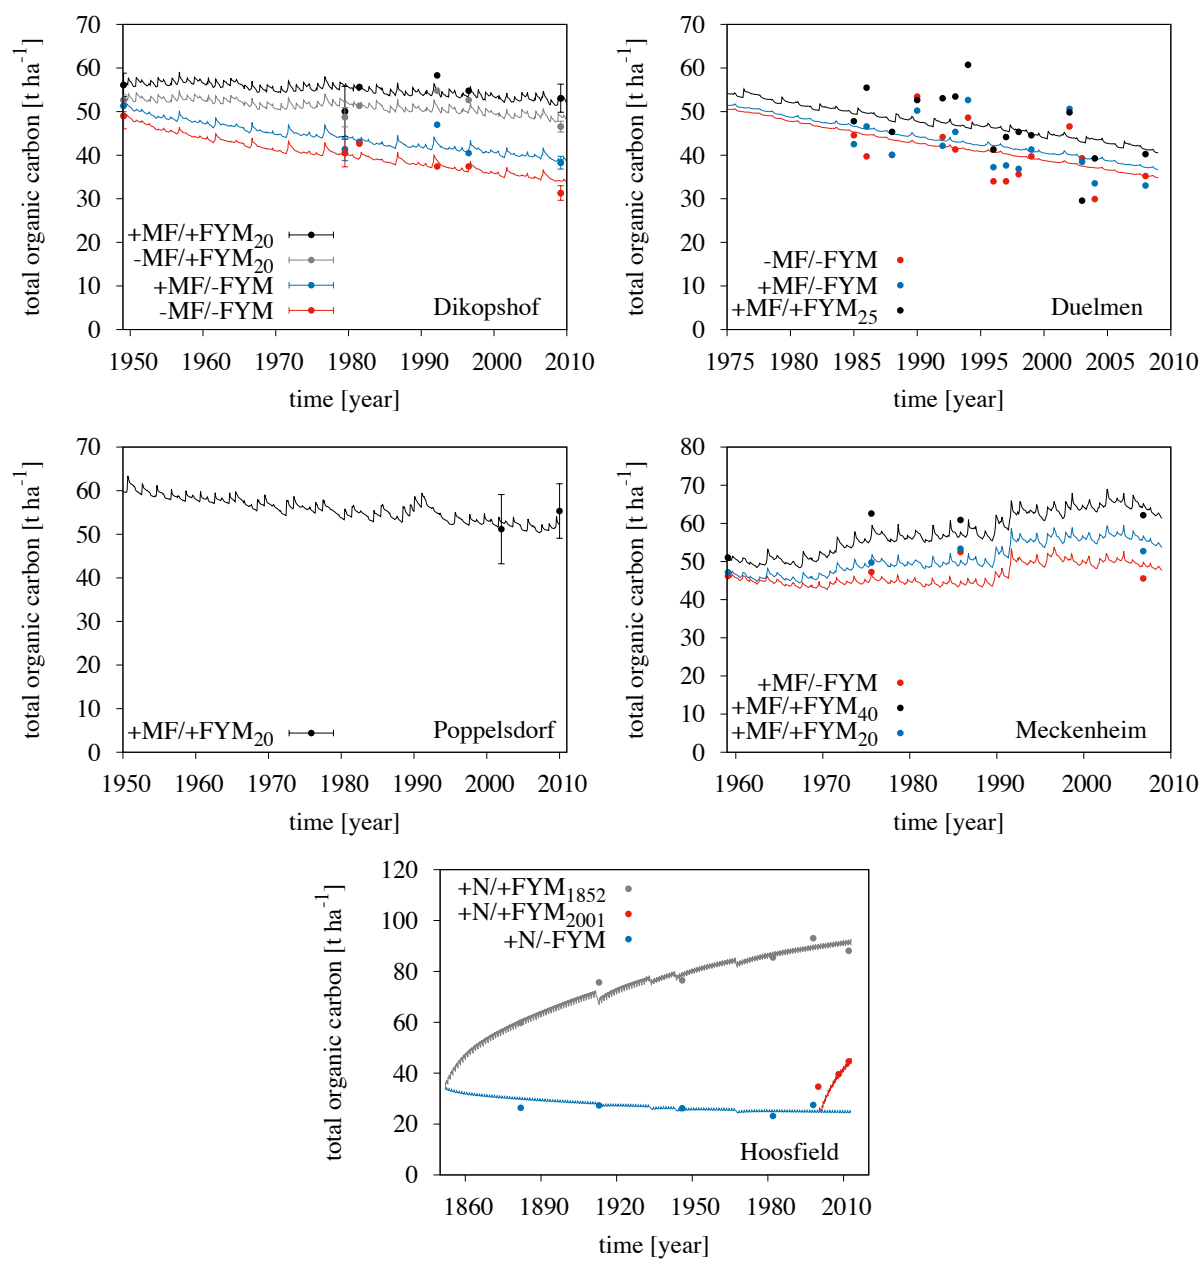 total organic carbon [t ha⁻¹]
70
60
50
40
30
20
10
0
+MF/+FYM₂₀
-MF/+FYM₂₀
+MF/-FYM
-MF/-FYM
Dikopshof
1950 1960 1970 1980 1990 2000 2010
time [year]
total organic carbon [t ha⁻¹]
70
60
50
40
30
20
10
0
-MF/-FYM
+MF/-FYM
+MF/+FYM₂₅
Duelmen
1975 1980 1985 1990 1995 2000 2005 2010
time [year]
total organic carbon [t ha⁻¹]
70
60
50
40
30
20
10
0
+MF/+FYM₂₀
Poppelsdorf
1950 1960 1970 1980 1990 2000 2010
time [year]
total organic carbon [t ha⁻¹]
80
70
60
50
40
30
20
10
0
+MF/-FYM
+MF/+FYM₄₀
+MF/+FYM₂₀
Meckenheim
1960 1970 1980 1990 2000 2010
time [year]
total organic carbon [t ha⁻¹]
120
100
80
60
40
20
0
+N/+FYM₁₈₅₂
+N/+FYM₂₀₀₁
+N/-FYM
Hoosfield
1860 1890 1920 1950 1980 2010
time [year]